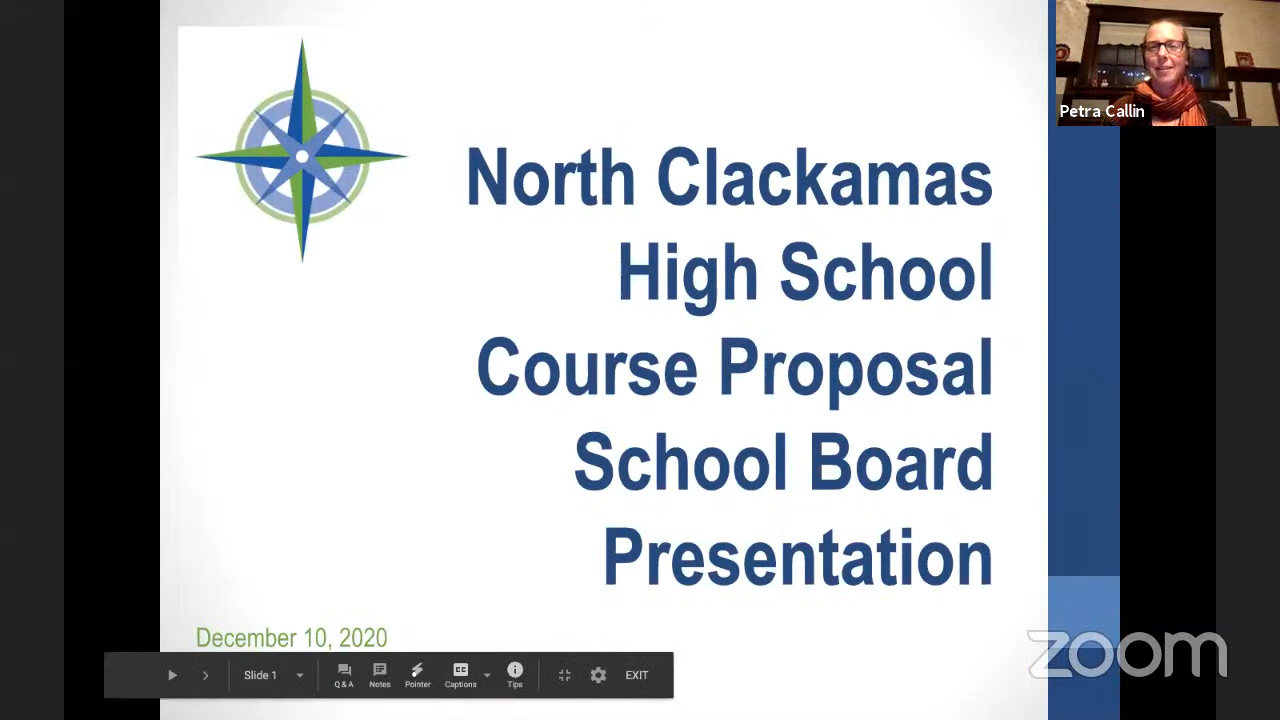 Petra Callin
North Clackamas
High School
Course Proposal
School Board
Presentation
December 10, 2020
Slide 1
Q & A
Notes
Pointer
Captions
Tips
EXIT
zoom